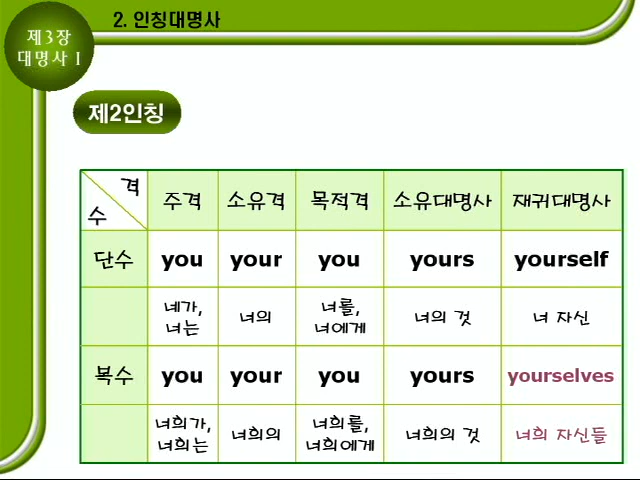 2. 인칭대명사
제3장
대명사 I
제2인칭
격
수
주격 소유격 목적격 소유대명사 재귀대명사
단수 you your you yours yourself
네가,
너는
너의
너를,
너에게
너의 것
너 자신
복수 you your you yours yourselves
너희가,
너희는
너희의
너희를,
너희에게
너희의 것
너희 자신들